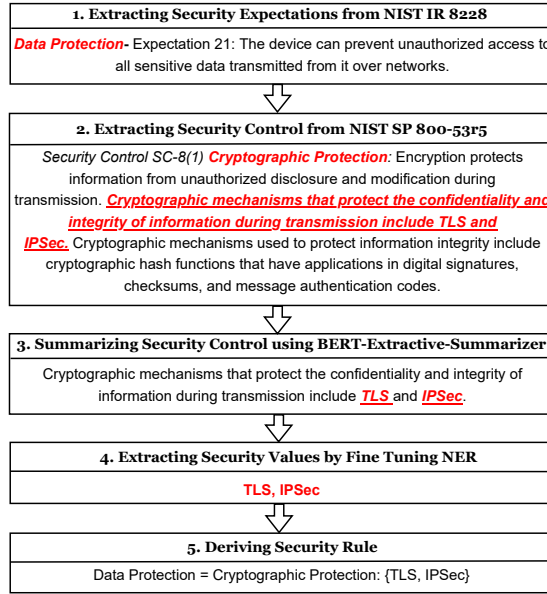 1. Extracting Security Expectations from NIST IR 8228
Data Protection- Expectation 21: The device can prevent unauthorized access to
all sensitive data transmitted from it over networks.
2. Extracting Security Control from NIST SP 800-53r5
Security Control SC-8(1) Cryptographic Protection: Encryption protects
information from unauthorized disclosure and modification during
transmission. Cryptographic mechanisms that protect the confidentiality and
integrity of information during transmission include TLS and
IPSec. Cryptographic mechanisms used to protect information integrity include
cryptographic hash functions that have applications in digital signatures,
checksums, and message authentication codes.
3. Summarizing Security Control using BERT-Extractive-Summarizer
Cryptographic mechanisms that protect the confidentiality and integrity of
information during transmission include TLS and IPSec.
4. Extracting Security Values by Fine Tuning NER
TLS, IPSec
5. Deriving Security Rule
Data Protection = Cryptographic Protection: {TLS, IPSec}